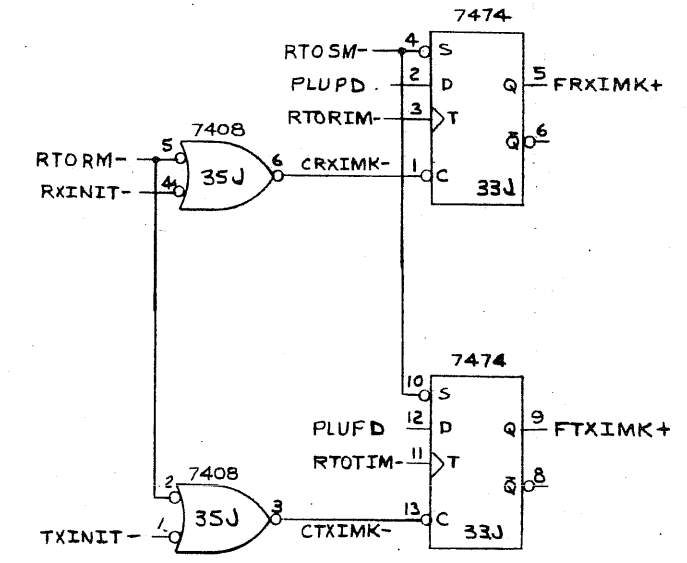 7474
RTOSM- 4 S
PLUPD 2 D Q 5 FRXIMK+
RTORIM- 3 T
7408
Q̅ 6
RTORM- 5
35J 6 CRXIMK- 1 C
RXINIT- 4
33J
7474
10 S
PLUPD 12 D Q 9 FTXIMK+
RTOTIM- 11 T
7408
Q̅ 8
2
35J 3 CTXIMK- 13 C
TXINIT- 1
33J